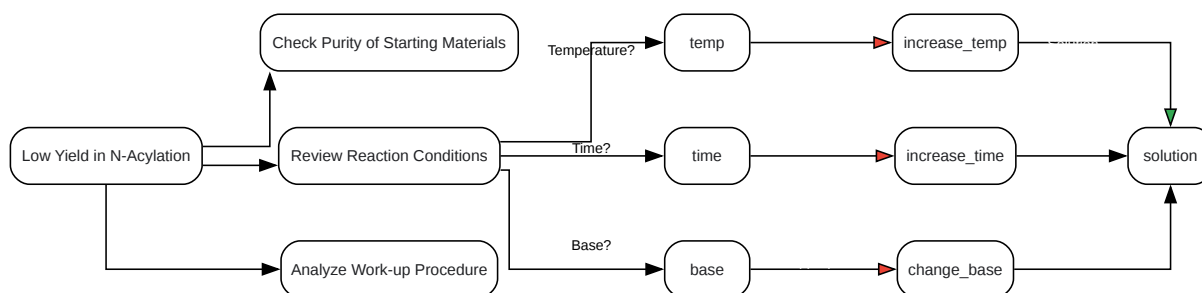 Check Purity of Starting Materials
Temperature?
temp
increase_temp
Low Yield in N-Acylation
Review Reaction Conditions
Time?
time
increase_time
solution
Analyze Work-up Procedure
Base?
base
change_base